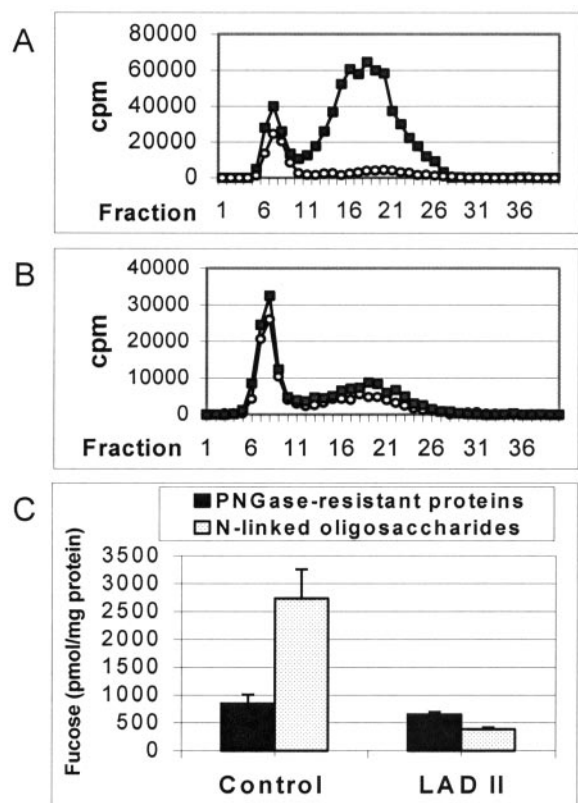 A
80000
60000
40000
20000
0
cpm
Fraction 1 6 11 16 21 26 31 36
B
40000
30000
20000
10000
0
cpm
Fraction 1 6 11 16 21 26 31 36
C
PNGase-resistant proteins
N-linked oligosaccharides
3500
3000
2500
2000
1500
1000
500
0
Fucose (pmol/mg protein)
Control LAD II